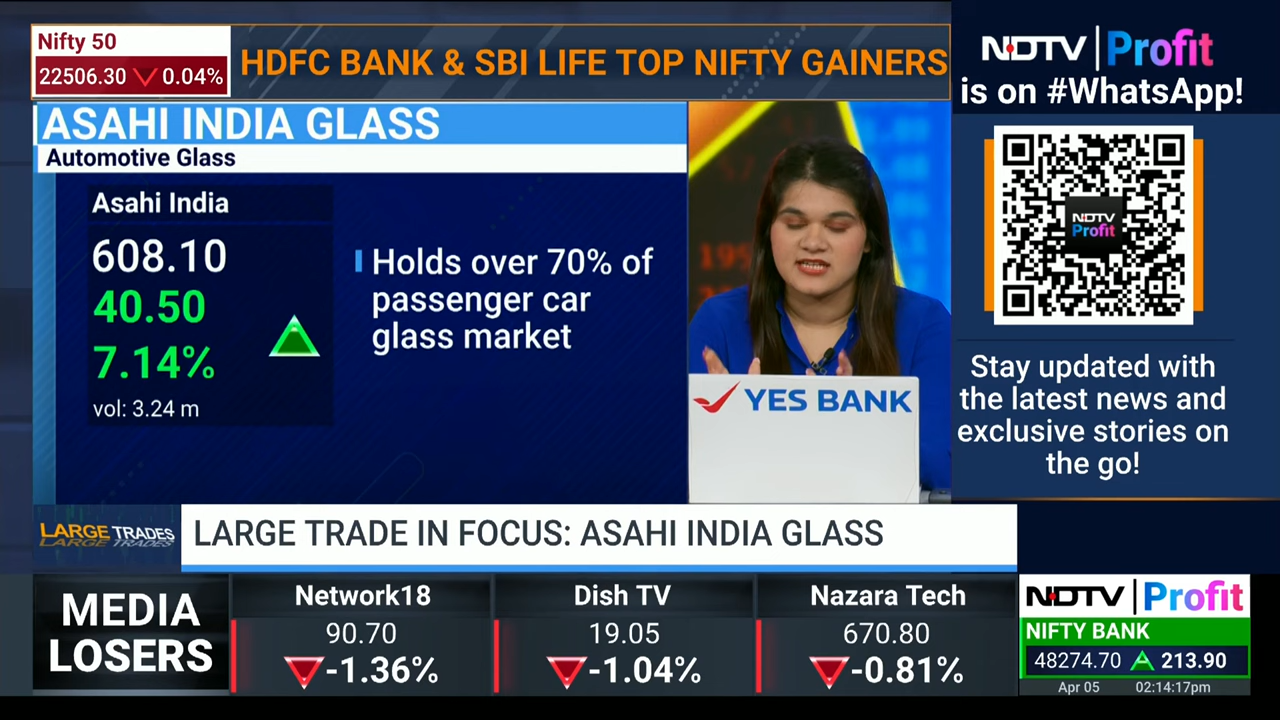 Nifty 50
22506.30 0.04%
HDFC BANK & SBI LIFE TOP NIFTY GAINERS
NDTV Profit
is on #WhatsApp!
ASAHI INDIA GLASS
Automotive Glass
Asahi India
608.10
40.50
7.14%
vol: 3.24 m
Holds over 70% of
passenger car
glass market
YES BANK
NDTV
Profit
Stay updated with
the latest news and
exclusive stories on
the go!
LARGE TRADES
LARGE TRADE IN FOCUS: ASAHI INDIA GLASS
MEDIA
LOSERS
Network18
90.70
-1.36%
Dish TV
19.05
-1.04%
Nazara Tech
670.80
-0.81%
NDTV Profit
NIFTY BANK
48274.70 213.90
Apr 05 02:14:17pm